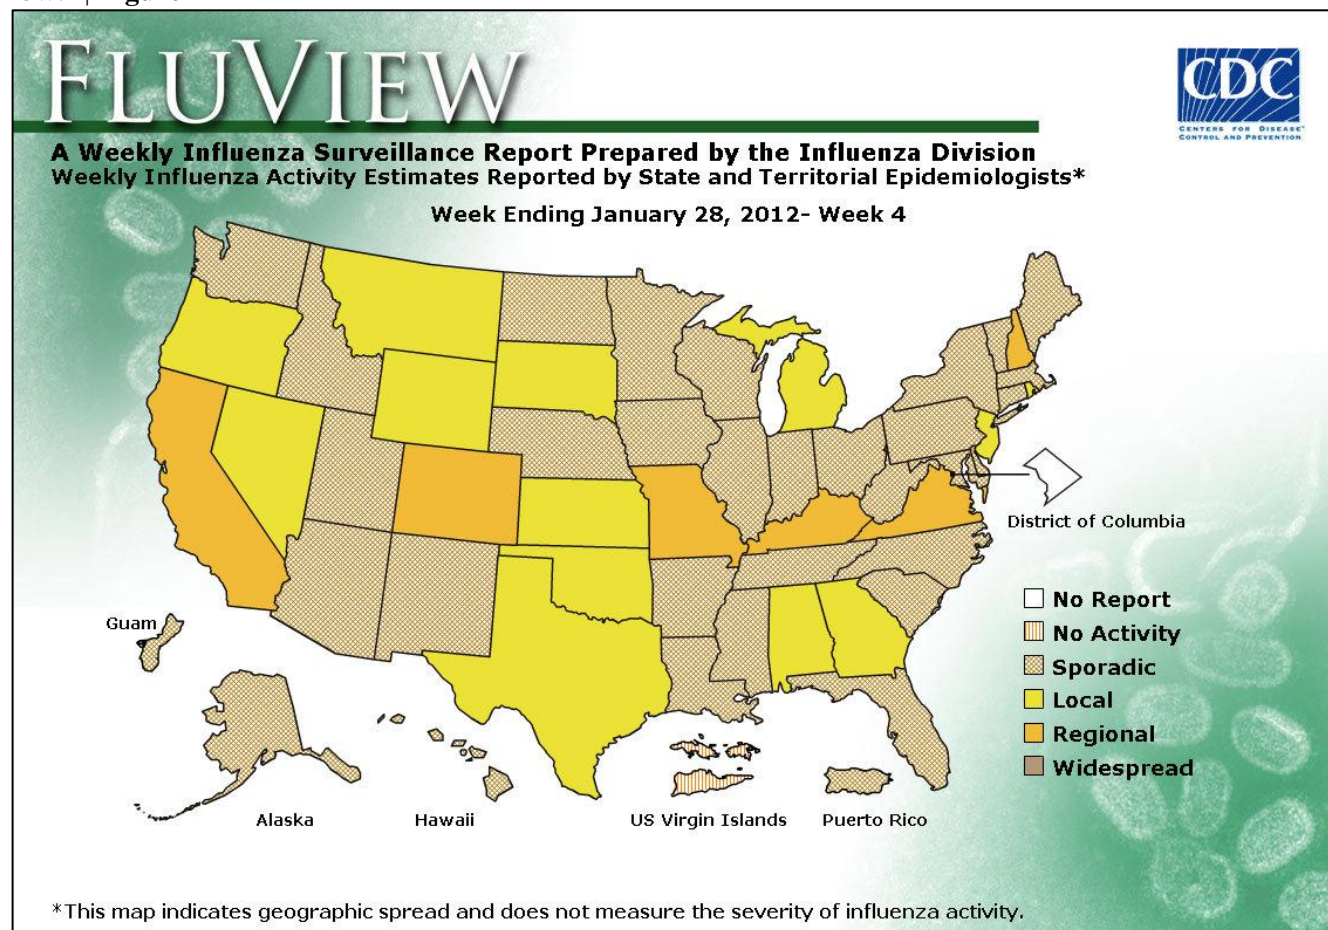 FLUVIEW
CDC
CENTERS FOR DISEASE™
CONTROL AND PREVENTION
A Weekly Influenza Surveillance Report Prepared by the Influenza Division
Weekly Influenza Activity Estimates Reported by State and Territorial Epidemiologists*
Week Ending January 28, 2012- Week 4
District of Columbia
No Report
No Activity
Sporadic
Local
Regional
Widespread
Guam
Alaska
Hawaii
US Virgin Islands
Puerto Rico
*This map indicates geographic spread and does not measure the severity of influenza activity.